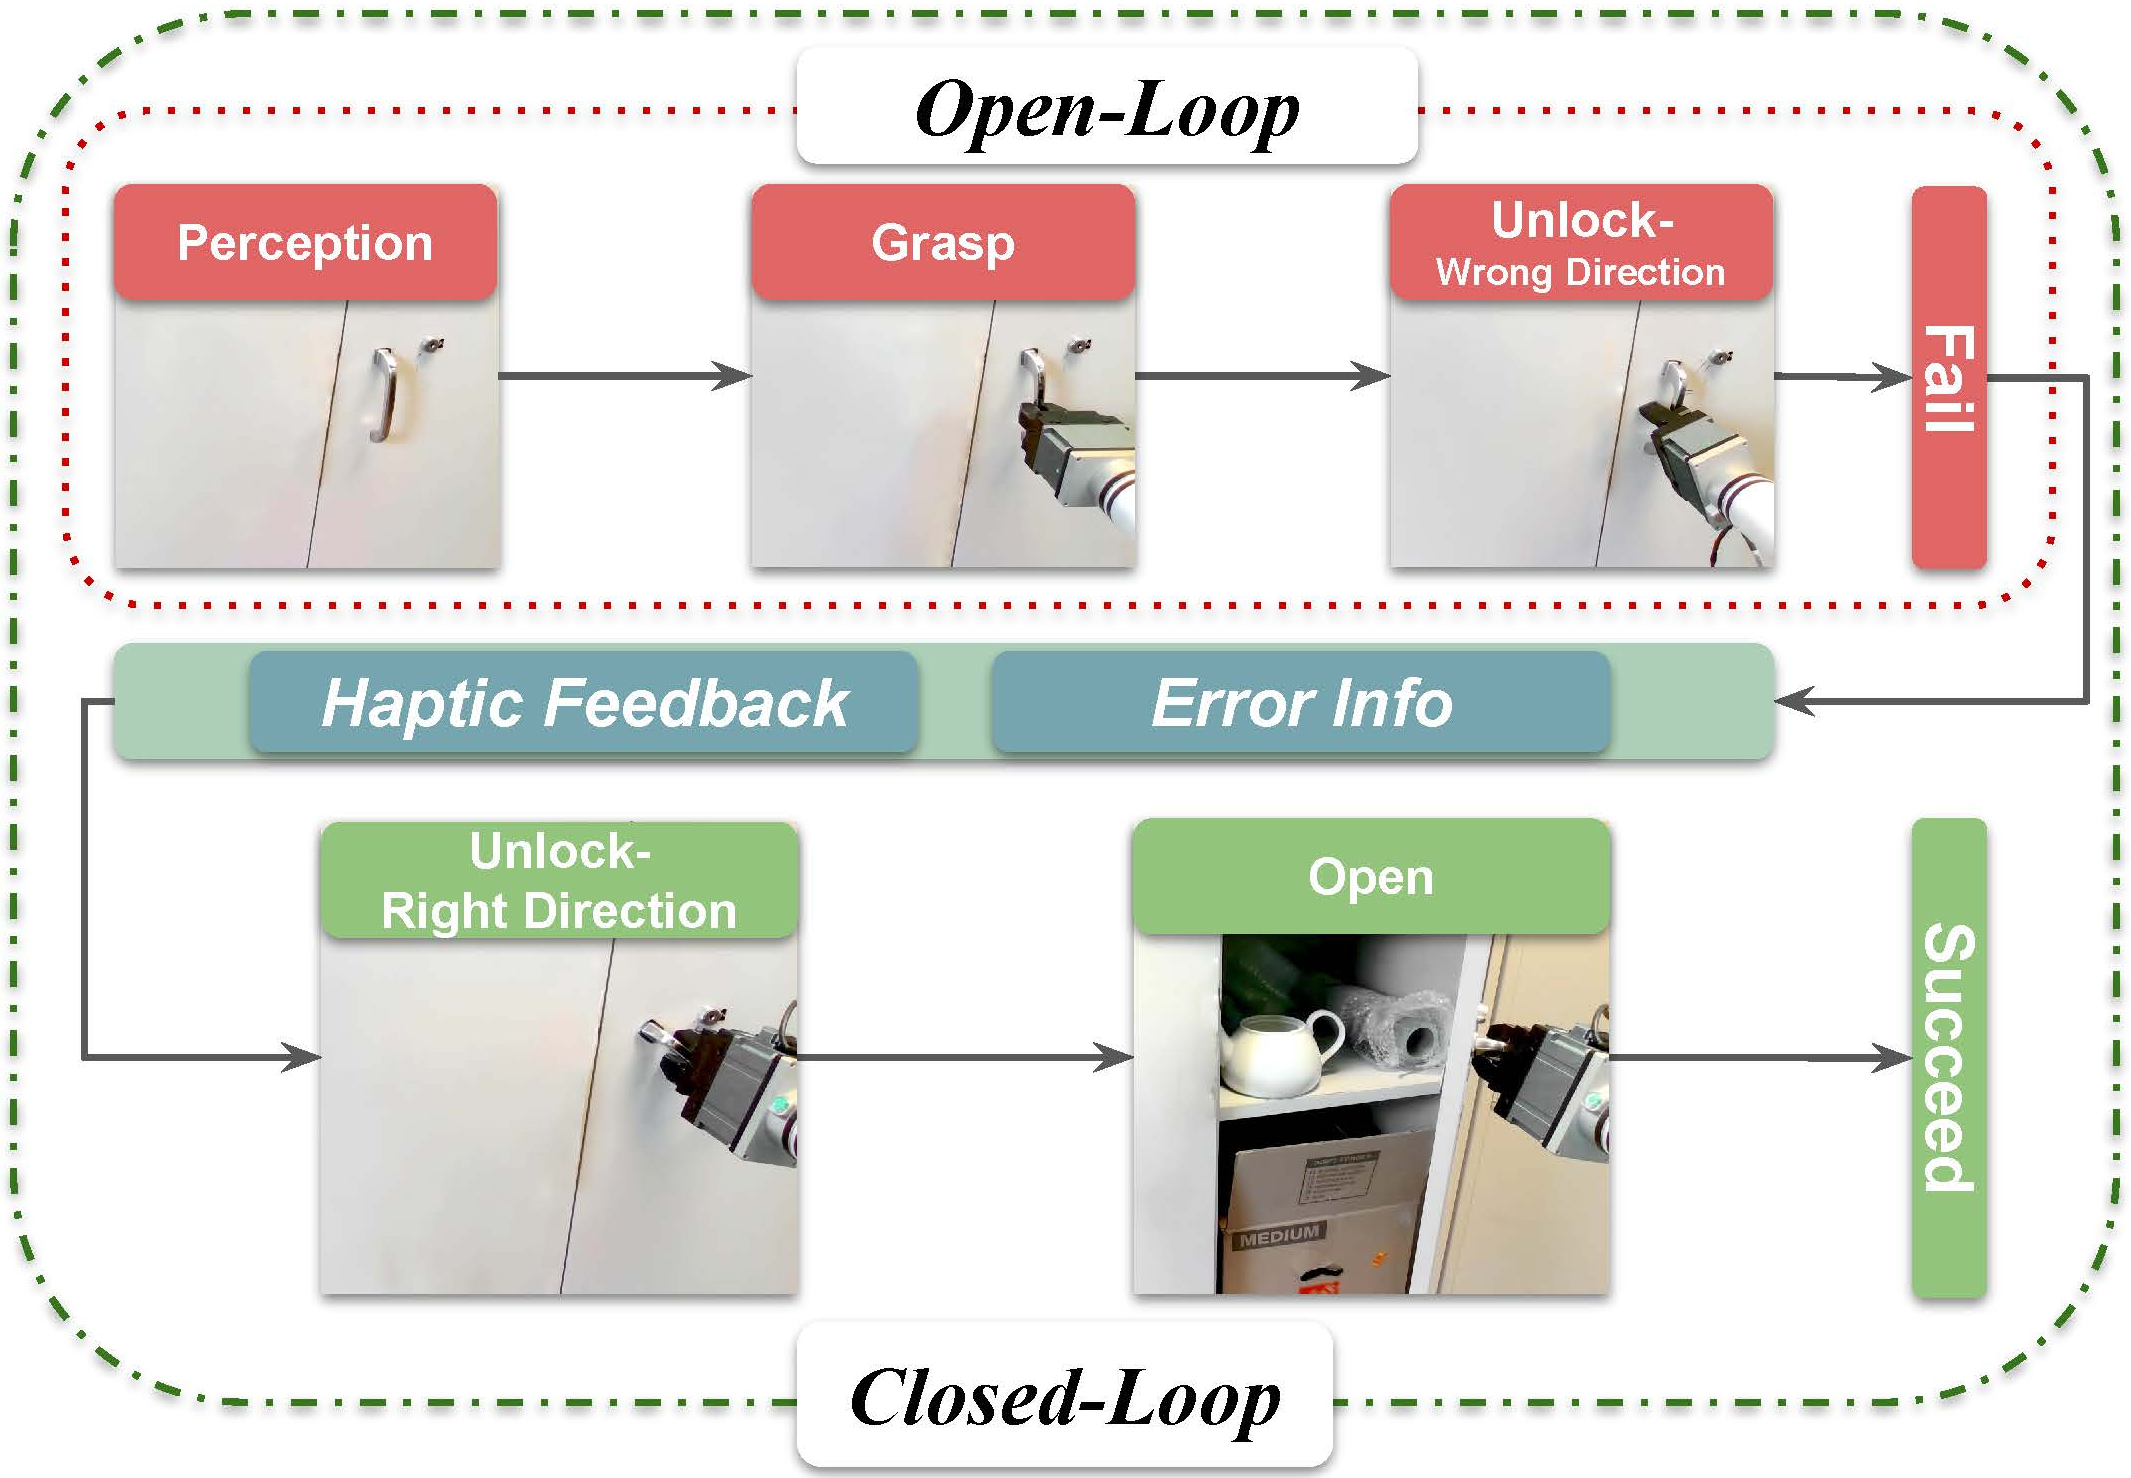 Open-Loop
Perception
Grasp
Unlock-
Wrong Direction
Fail
Haptic Feedback
Error Info
Unlock-
Right Direction
Open
Succeed
MEDIUM
Closed-Loop